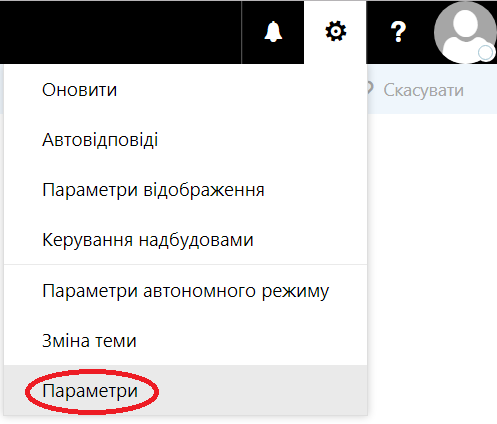 ?
Оновити
Скасувати
Автовідповіді
Параметри відображення
Керування надбудовами
Параметри автономного режиму
Зміна теми
Параметри